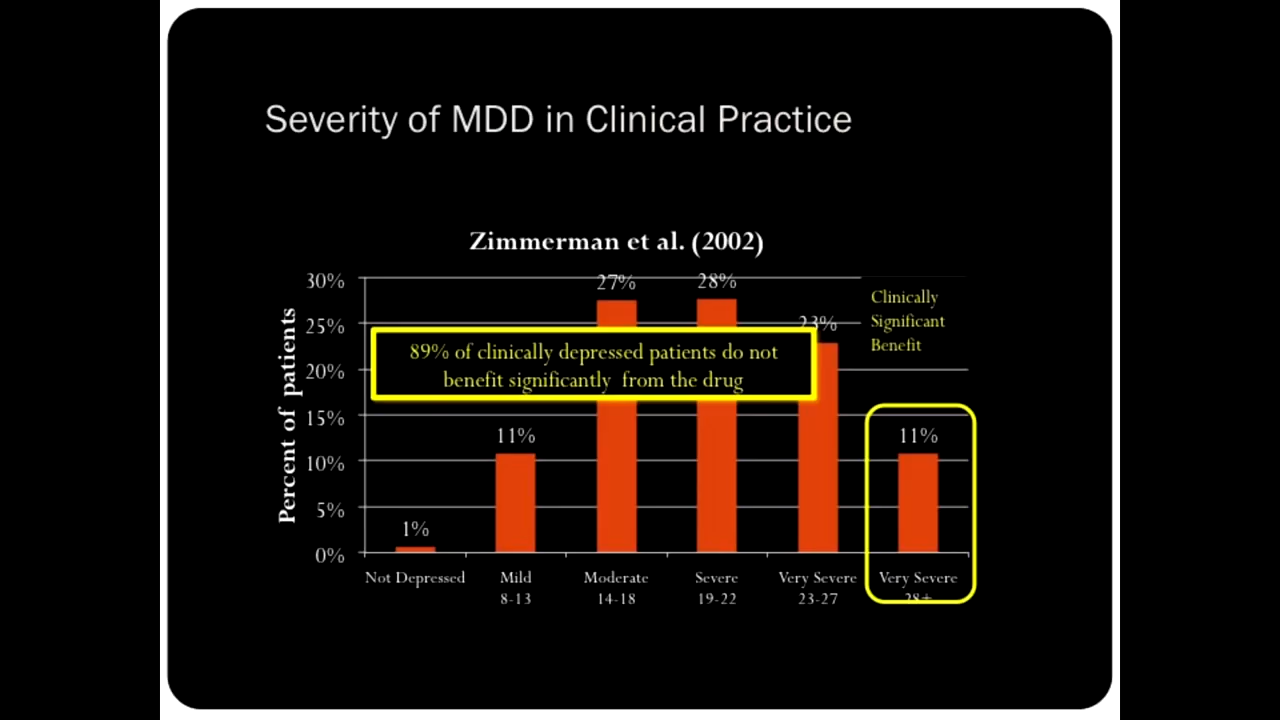 Severity of MDD in Clinical Practice
Zimmerman et al. (2002)
Percent of patients
30%
25%
20%
15%
10%
5%
0%
1%
11%
27%
28%
23%
11%
89% of clinically depressed patients do not
benefit significantly from the drug
Clinically
Significant
Benefit
Not Depressed
Mild
8-13
Moderate
14-18
Severe
19-22
Very Severe
23-27
Very Severe
28+